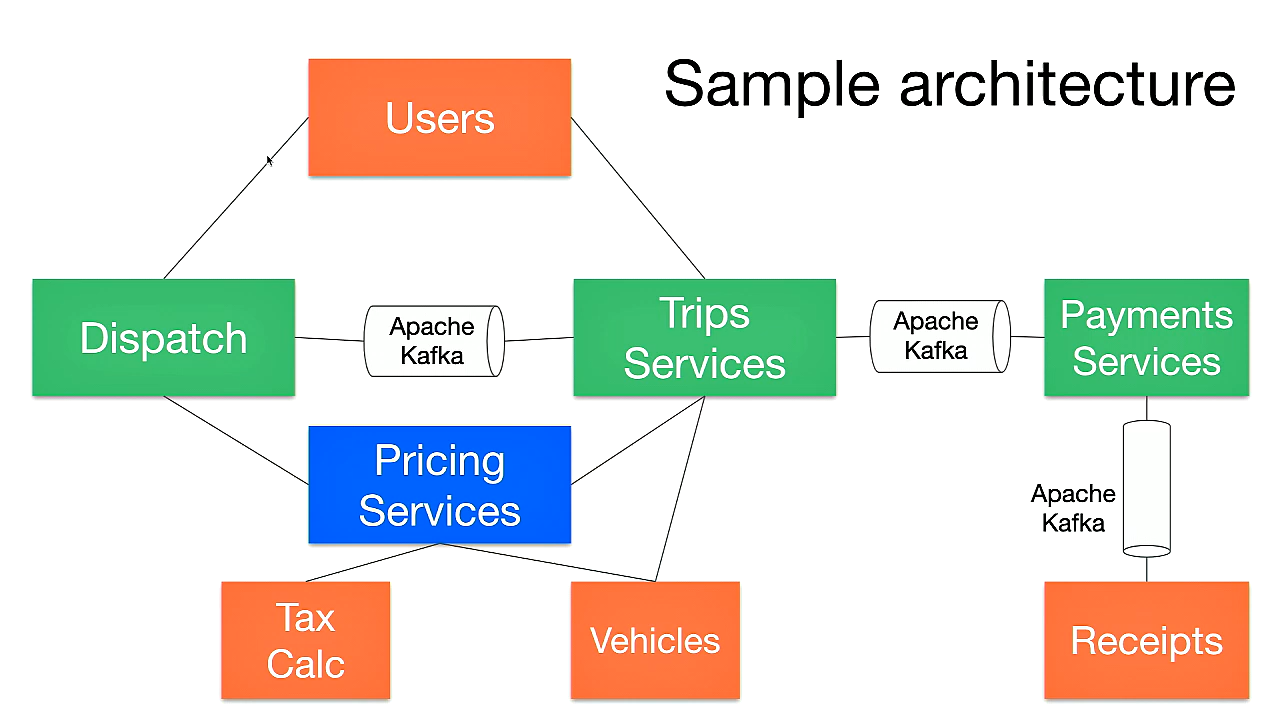 Sample architecture
Users
Dispatch
Apache
Kafka
Trips
Services
Apache
Kafka
Payments
Services
Pricing
Services
Apache
Kafka
Tax
Calc
Vehicles
Receipts